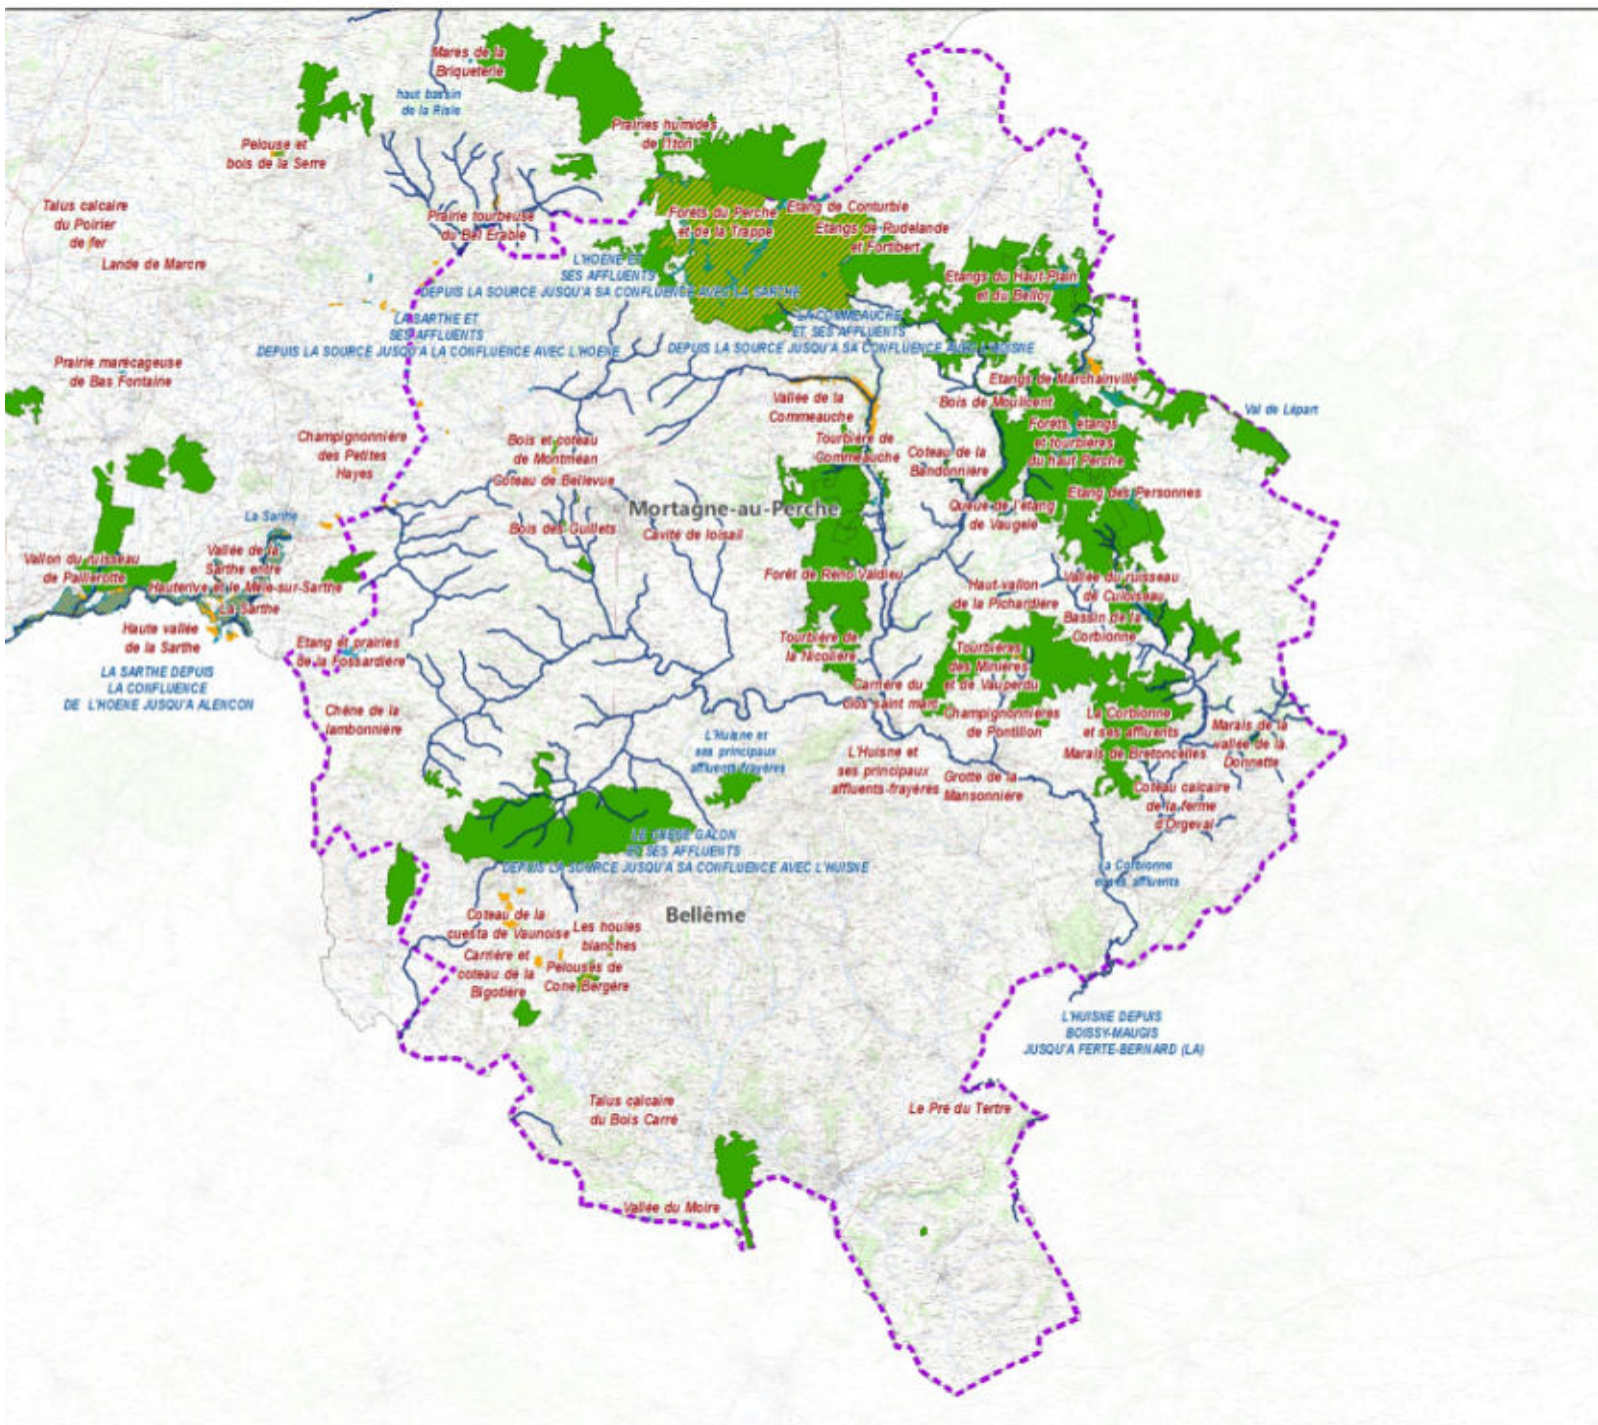 Mares de la
Briqueterie
haut bassin
de la Risle
Prairies humides
de l'Iton
Pelouse et
bois de la Serre
Talus calcaire
du Poirier
de fer
Lande de Marcre
Prairie tourbeuse
du Bel Erable
Forêts du Perche
et de la Trappe
Etang de Conturbie
Etangs de Rudelande
et Fortibert
L'HOENE ET
SES AFFLUENTS
DEPUIS LA SOURCE JUSQU'A SA CONFLUENCE AVEC LA SARTHE
Etangs du Haut-Plain
et du Belloy
LA SARTHE ET
SES AFFLUENTS
DEPUIS LA SOURCE JUSQU'A LA CONFLUENCE AVEC L'HOENE
LA COMMEAUCHE
ET SES AFFLUENTS
DEPUIS LA SOURCE JUSQU'A SA CONFLUENCE AVEC L'HUISNE
Prairie marécageuse
de Bas Fontaine
Etangs de Marchainville
Bois de Moulicent
Val de Lépart
Vallée de la
Commeauche
Forêts, étangs
et tourbières
du haut Perche
Champignonnière
des Petites
Hayes
Bois et coteau
de Montméan
Coteau de Bellevue
Tourbière de
Commeauche
Coteau de la
Bandonnière
Etang des Personnes
Queue de l'étang
de Vaugelé
Mortagne-au-Perche
La Sarthe
Bois des Guillets
Cavité de loisail
Vallon du ruisseau
de Paillerotte
Vallée de la
Sarthe entre
Hauterive et le Mele-sur-Sarthe
La Sarthe
Forêt de Réno Valdieu
Haut-vallon
de la Pichardière
Vallée du ruisseau
de Culoiseau
Bassin de la
Corbionne
Haute vallée
de la Sarthe
Etang et prairies
de la Fossardière
Tourbière de
la Nicolière
Tourbières
des Minières
et de Vauperdu
LA SARTHE DEPUIS
LA CONFLUENCE
DE L'HOENE JUSQU'A ALENCON
Carrière du
clos saint marc
Chêne de la
lambonnière
Champignonnières
de Pontillon
La Corbionne
et ses affluents
Marais de Bretoncelles
Marais de la
vallée de la
Donnette
L'Huisne et
ses principaux
affluents-frayères
L'Huisne et
ses principaux
affluents-frayères
Grotte de la
Mansonnière
Coteau calcaire
de la ferme
d'Orgeval
GALON
ET SES AFFLUENTS
DEPUIS LA SOURCE JUSQU'A SA CONFLUENCE AVEC L'HUISNE
La Corbionne
et ses affluents
Bellême
Coteau de la
cuesta de Vaunoise
Les houles
blanches
Carrière et
coteau de la
Bigotière
Pelouses de
Cone Bergère
L'HUISNE DEPUIS
BOISSY-MAUGIS
JUSQU'A FERTE-BERNARD (LA)
Talus calcaire
du Bois Carré
Le Pré du Tertre
Vallée du Moire